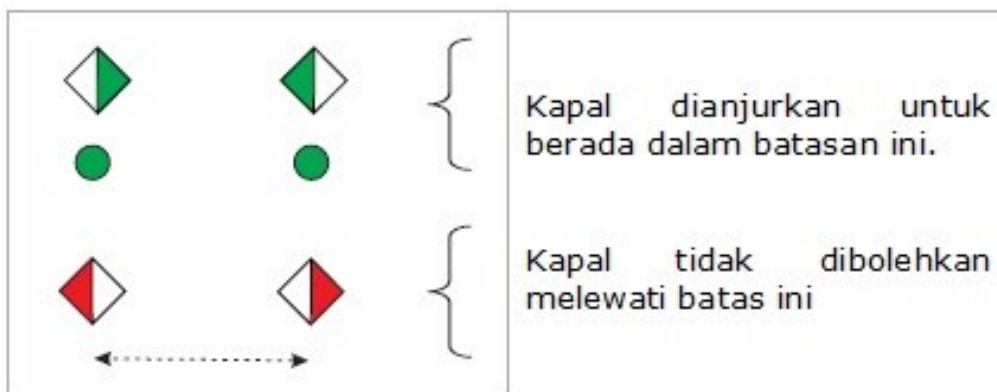 Kapal dianjurkan untuk
berada dalam batasan ini.
Kapal tidak dibolehkan
melewati batas ini